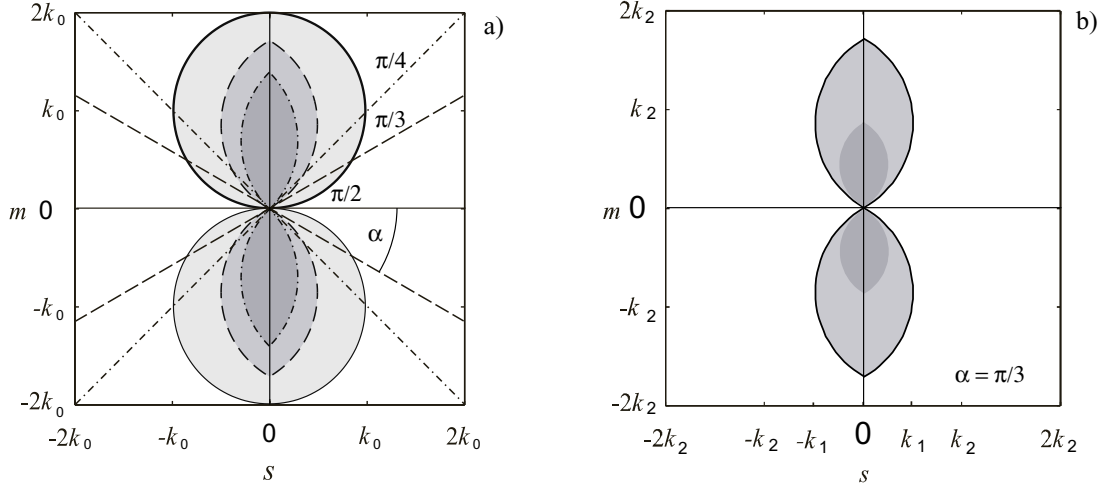 2k₀
a)
π/4
k₀
π/3
π/2
m 0
α
-k₀
-2k₀
-2k₀ -k₀ 0 k₀ 2k₀
s
2k₂
b)
k₂
m 0
-k₂
α = π/3
-2k₂
-2k₂ -k₂ -k₁ 0 k₁ k₂ 2k₂
s